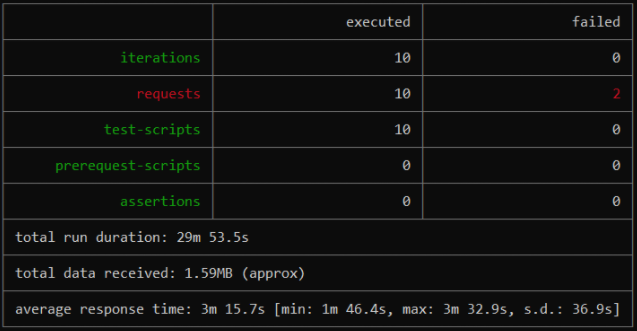 executed failed
iterations 10 0
requests 10 2
test-scripts 10 0
prerequest-scripts 0 0
assertions 0 0
total run duration: 29m 53.5s
total data received: 1.59MB (approx)
average response time: 3m 15.7s [min: 1m 46.4s, max: 3m 32.9s, s.d.: 36.9s]